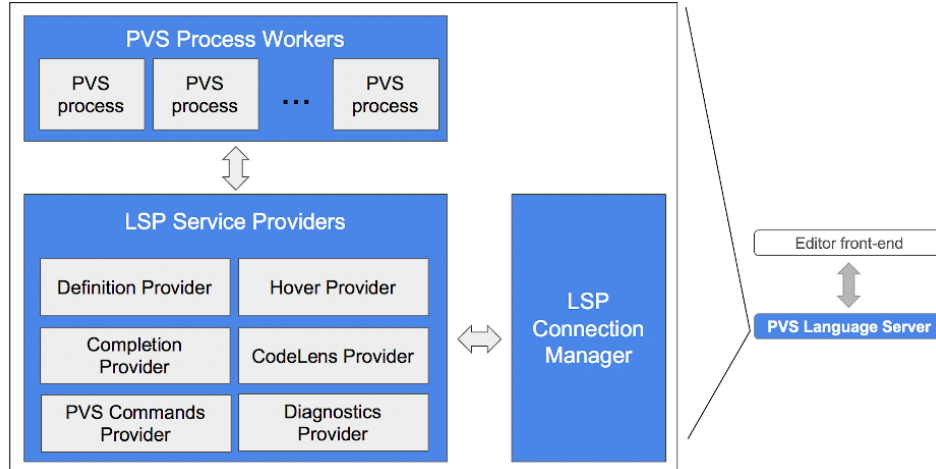 PVS Process Workers
PVS
process
PVS
process
...
PVS
process
LSP Service Providers
Definition Provider
Hover Provider
Completion
Provider
CodeLens Provider
PVS Commands
Provider
Diagnostics
Provider
LSP
Connection
Manager
Editor front-end
PVS Language Server